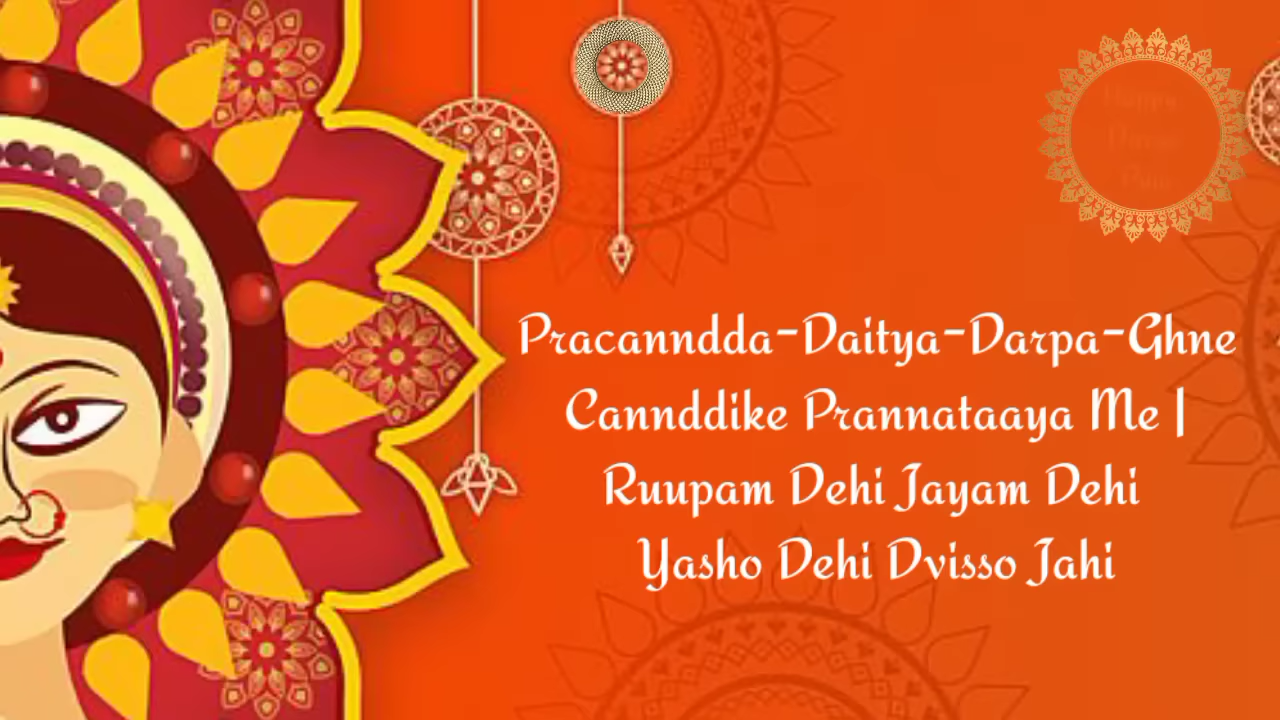 Pracanndda-Daitya-Darpa-Ghne
Cannddike Prannataaya Me |
Ruupam Dehi Jayam Dehi
Yasho Dehi Dvisso Jahi